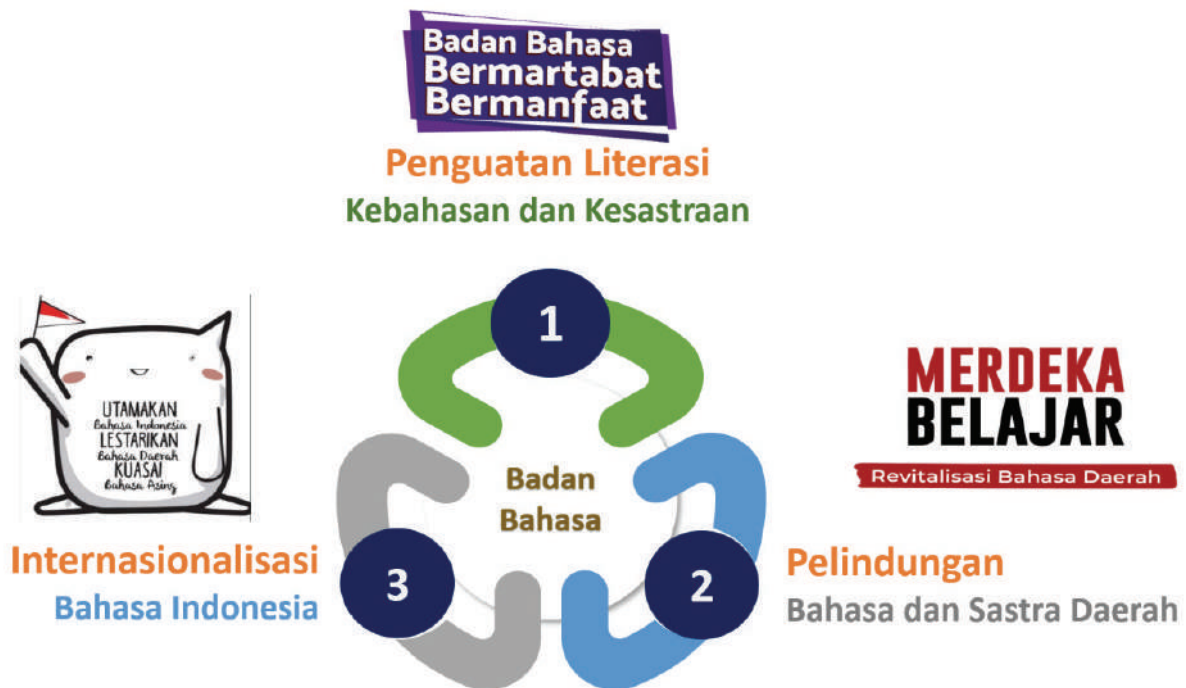 Badan Bahasa
Bermartabat
Bermanfaat
Penguatan Literasi
Kebahasan dan Kesastraan
1
UTAMAKAN
Bahasa Indonesia
LESTARIKAN
Bahasa Daerah
KUASAI
Bahasa Asing
MERDEKA
BELAJAR
Revitalisasi Bahasa Daerah
Badan
Bahasa
Internasionalisasi
Bahasa Indonesia
3
2
Pelindungan
Bahasa dan Sastra Daerah